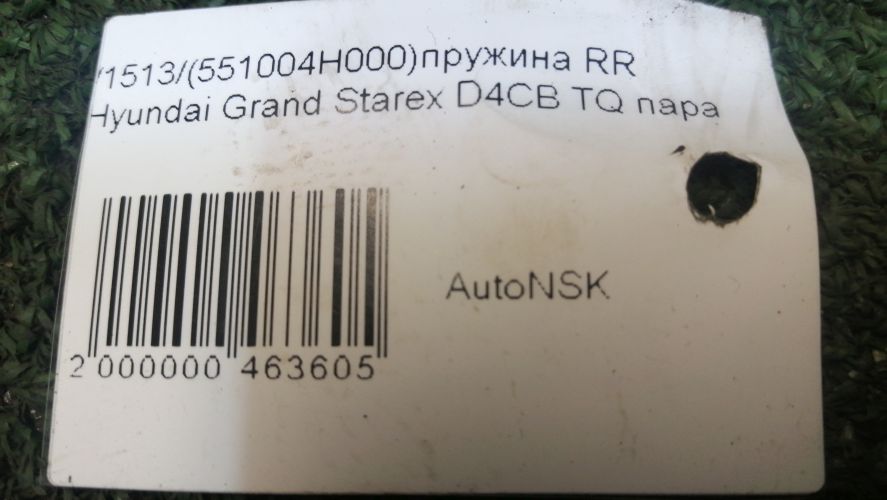 /1513/(551004H000)пружина RR
Hyundai Grand Starex D4CB TQ пара
AutoNSK
2 000000 463605